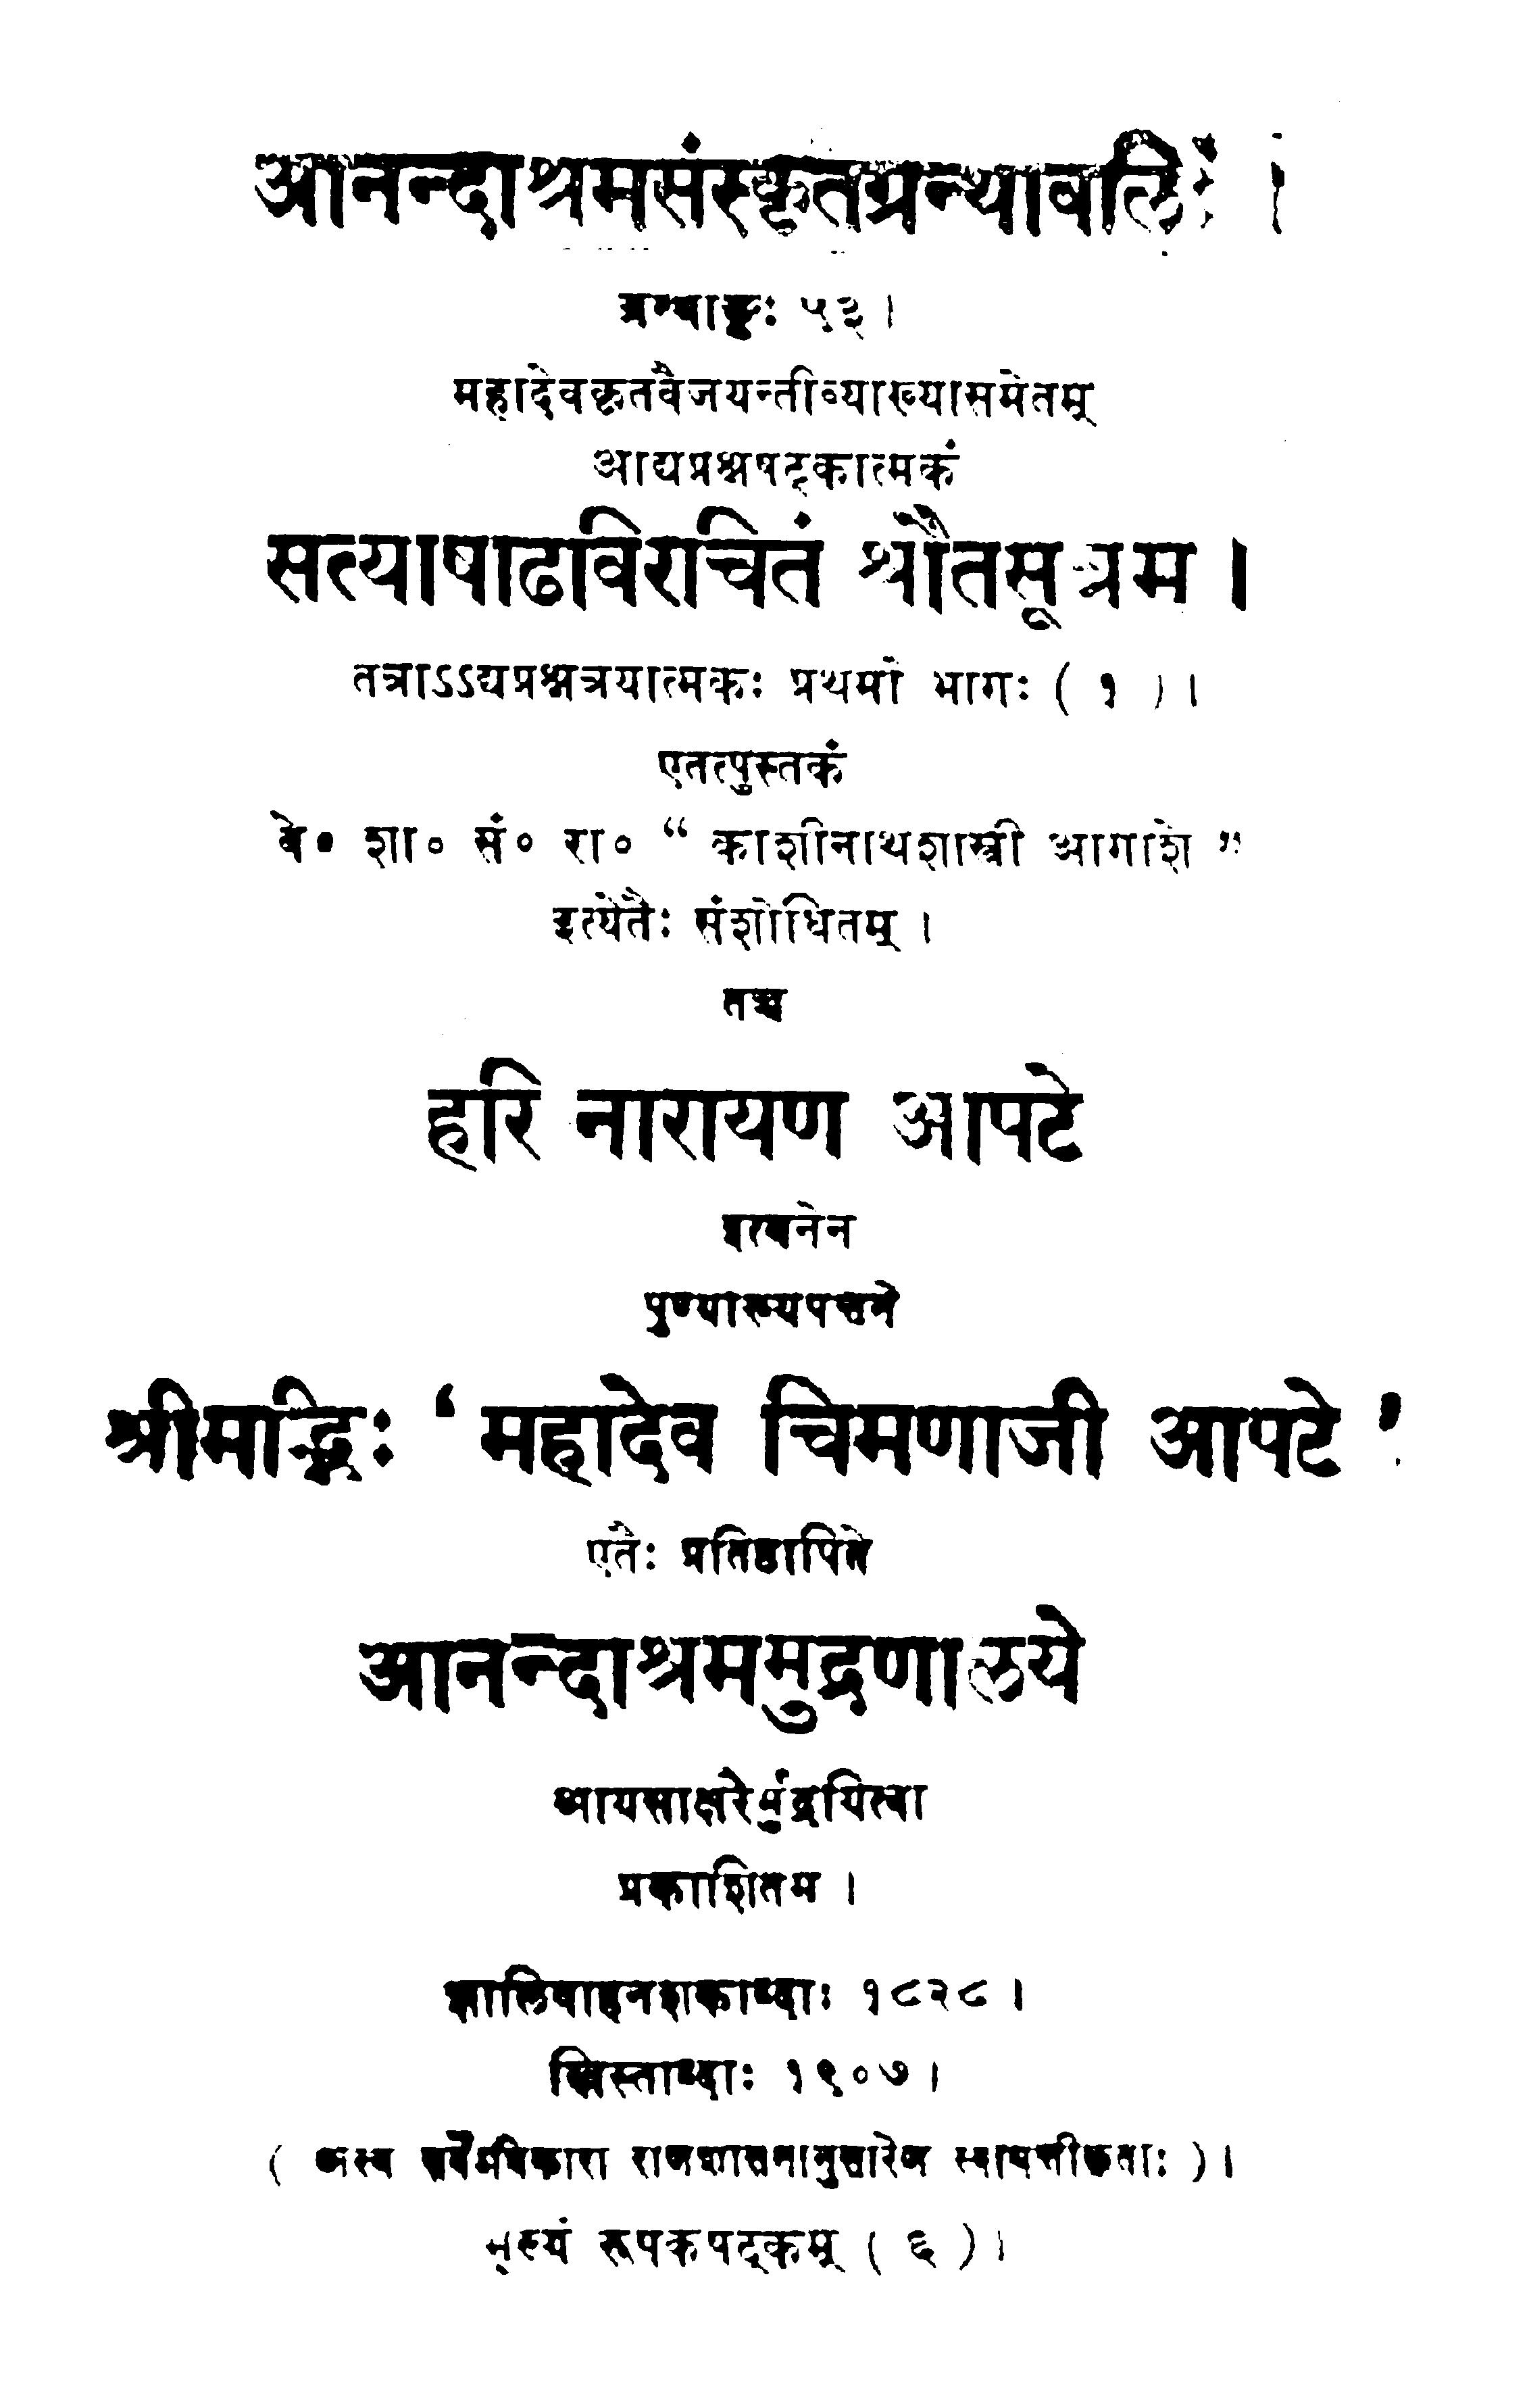 आनन्दाश्रमसंस्कृतग्रन्थावलिः ।
ग्रन्थाङ्कः ५३ ।
महादेवकृतवैजयन्तीव्याख्यासमेतम्
आद्यप्रश्नषट्कात्मकं
सत्याषाढविरचितं श्रौतसूत्रम ।
तत्राऽऽद्यप्रश्नत्रयात्मकः प्रथमो भागः ( १ ) ।
एतत्पुस्तकं
वे० शा० सं० रा० “ काशीनाथशास्त्री आगाशे ”
इत्येतैः संशोधितम् ।
तच्च
हरि नारायण आपटे
इत्यनेन
पुण्याख्यपत्तने
श्रीमद्भिः ‘ महादेव चिमणाजी आपटे ’
एतैः प्रतिष्ठापिते
आनन्दाश्रममुद्रणालये
आयसाक्षरैर्मुद्रयित्वा
प्रकाशितम ।
शालिवाहनशकाब्दाः १८२८ ।
ख्रिस्ताब्दाः १९०७ ।
( अस्य सर्वेऽधिकारा राजशासनानुसारेण स्वायत्तीकृताः ) ।
मूल्यं रूपकषट्कम् ( ६ ) ।